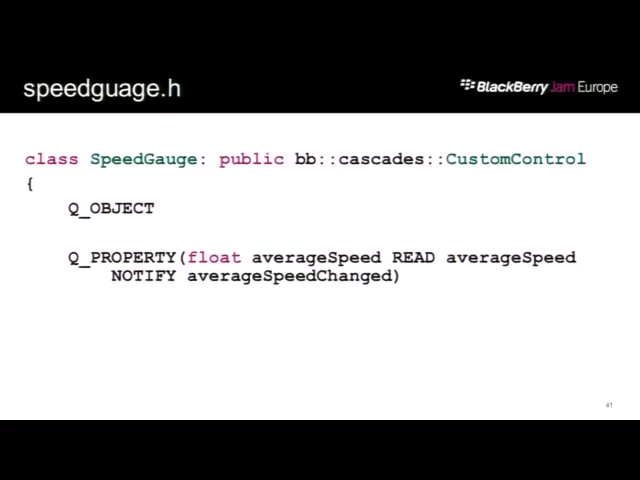 speedguage.h
BlackBerry Jam Europe
class SpeedGauge: public bb::cascades::CustomControl
{
Q_OBJECT
Q_PROPERTY(float averageSpeed READ averageSpeed
NOTIFY averageSpeedChanged)
41